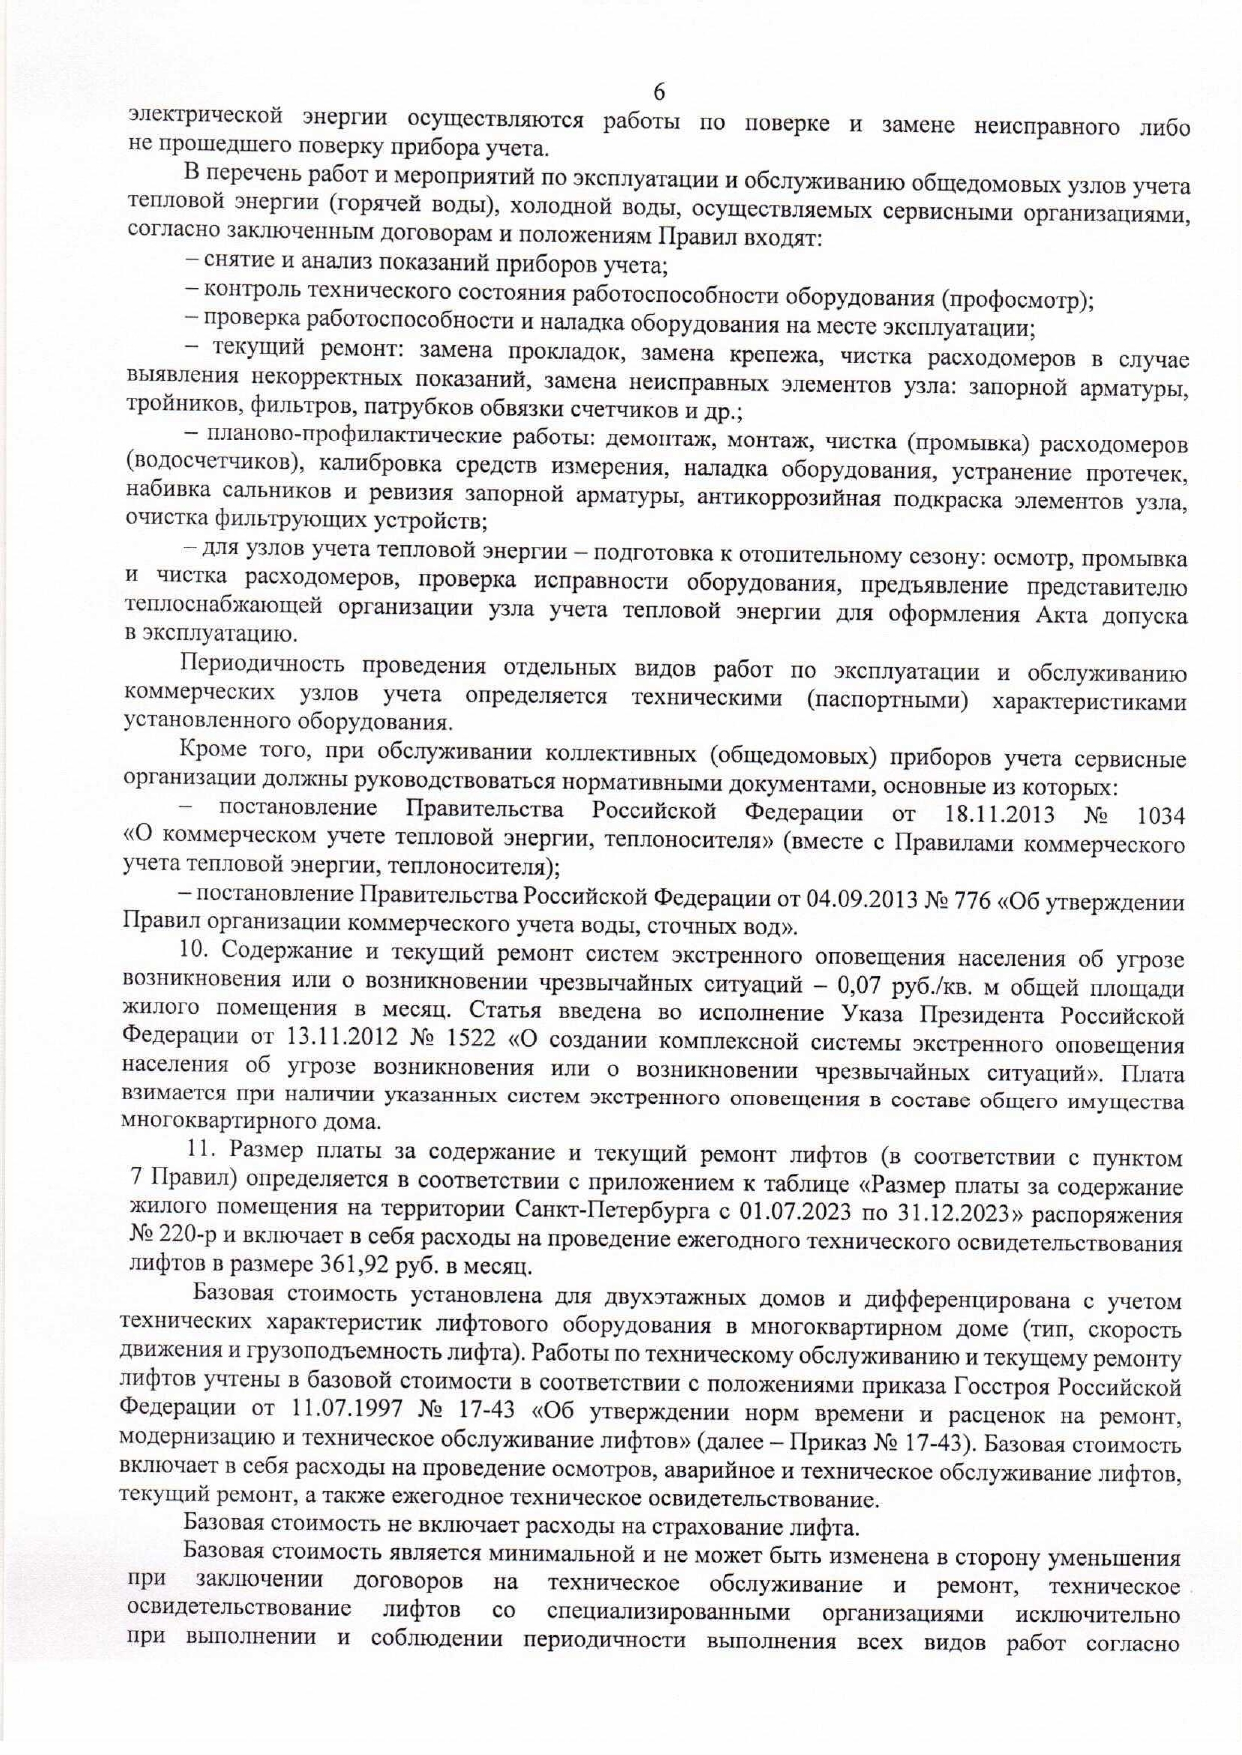 6
электрической энергии осуществляются работы по поверке и замене неисправного либо
не прошедшего поверку прибора учета.
В перечень работ и мероприятий по эксплуатации и обслуживанию общедомовых узлов учета
тепловой энергии (горячей воды), холодной воды, осуществляемых сервисными организациями,
согласно заключенным договорам и положениям Правил входят:
– снятие и анализ показаний приборов учета;
– контроль технического состояния работоспособности оборудования (профосмотр);
– проверка работоспособности и наладка оборудования на месте эксплуатации;
– текущий ремонт: замена прокладок, замена крепежа, чистка расходомеров в случае
выявления некорректных показаний, замена неисправных элементов узла: запорной арматуры,
тройников, фильтров, патрубков обвязки счетчиков и др.;
– планово-профилактические работы: демонтаж, монтаж, чистка (промывка) расходомеров
(водосчетчиков), калибровка средств измерения, наладка оборудования, устранение протечек,
набивка сальников и ревизия запорной арматуры, антикоррозийная подкраска элементов узла,
очистка фильтрующих устройств;
– для узлов учета тепловой энергии – подготовка к отопительному сезону: осмотр, промывка
и чистка расходомеров, проверка исправности оборудования, предъявление представителю
теплоснабжающей организации узла учета тепловой энергии для оформления Акта допуска
в эксплуатацию.
Периодичность проведения отдельных видов работ по эксплуатации и обслуживанию
коммерческих узлов учета определяется техническими (паспортными) характеристиками
установленного оборудования.
Кроме того, при обслуживании коллективных (общедомовых) приборов учета сервисные
организации должны руководствоваться нормативными документами, основные из которых:
– постановление Правительства Российской Федерации от 18.11.2013 № 1034
«О коммерческом учете тепловой энергии, теплоносителя» (вместе с Правилами коммерческого
учета тепловой энергии, теплоносителя);
– постановление Правительства Российской Федерации от 04.09.2013 № 776 «Об утверждении
Правил организации коммерческого учета воды, сточных вод».
10. Содержание и текущий ремонт систем экстренного оповещения населения об угрозе
возникновения или о возникновении чрезвычайных ситуаций – 0,07 руб./кв. м общей площади
жилого помещения в месяц. Статья введена во исполнение Указа Президента Российской
Федерации от 13.11.2012 № 1522 «О создании комплексной системы экстренного оповещения
населения об угрозе возникновения или о возникновении чрезвычайных ситуаций». Плата
взимается при наличии указанных систем экстренного оповещения в составе общего имущества
многоквартирного дома.
11. Размер платы за содержание и текущий ремонт лифтов (в соответствии с пунктом
7 Правил) определяется в соответствии с приложением к таблице «Размер платы за содержание
жилого помещения на территории Санкт-Петербурга с 01.07.2023 по 31.12.2023» распоряжения
№ 220-р и включает в себя расходы на проведение ежегодного технического освидетельствования
лифтов в размере 361,92 руб. в месяц.
Базовая стоимость установлена для двухэтажных домов и дифференцирована с учетом
технических характеристик лифтового оборудования в многоквартирном доме (тип, скорость
движения и грузоподъемность лифта). Работы по техническому обслуживанию и текущему ремонту
лифтов учтены в базовой стоимости в соответствии с положениями приказа Госстроя Российской
Федерации от 11.07.1997 № 17-43 «Об утверждении норм времени и расценок на ремонт,
модернизацию и техническое обслуживание лифтов» (далее – Приказ № 17-43). Базовая стоимость
включает в себя расходы на проведение осмотров, аварийное и техническое обслуживание лифтов,
текущий ремонт, а также ежегодное техническое освидетельствование.
Базовая стоимость не включает расходы на страхование лифта.
Базовая стоимость является минимальной и не может быть изменена в сторону уменьшения
при заключении договоров на техническое обслуживание и ремонт, техническое
освидетельствование лифтов со специализированными организациями исключительно
при выполнении и соблюдении периодичности выполнения всех видов работ согласно